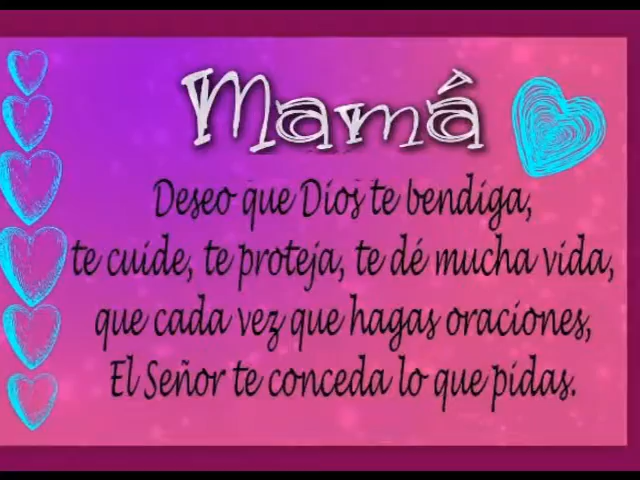 Mamá
Deseo que Dios te bendiga,
te cuide, te proteja, te dé mucha vida,
que cada vez que hagas oraciones,
El Señor te conceda lo que pidas.